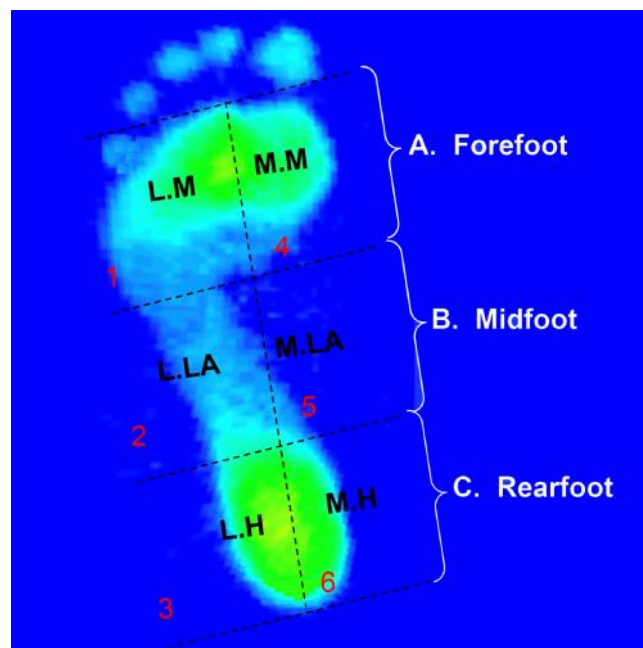 A. Forefoot
L.M
M.M
1
4
B. Midfoot
L.LA
M.LA
2
5
C. Rearfoot
L.H
M.H
3
6